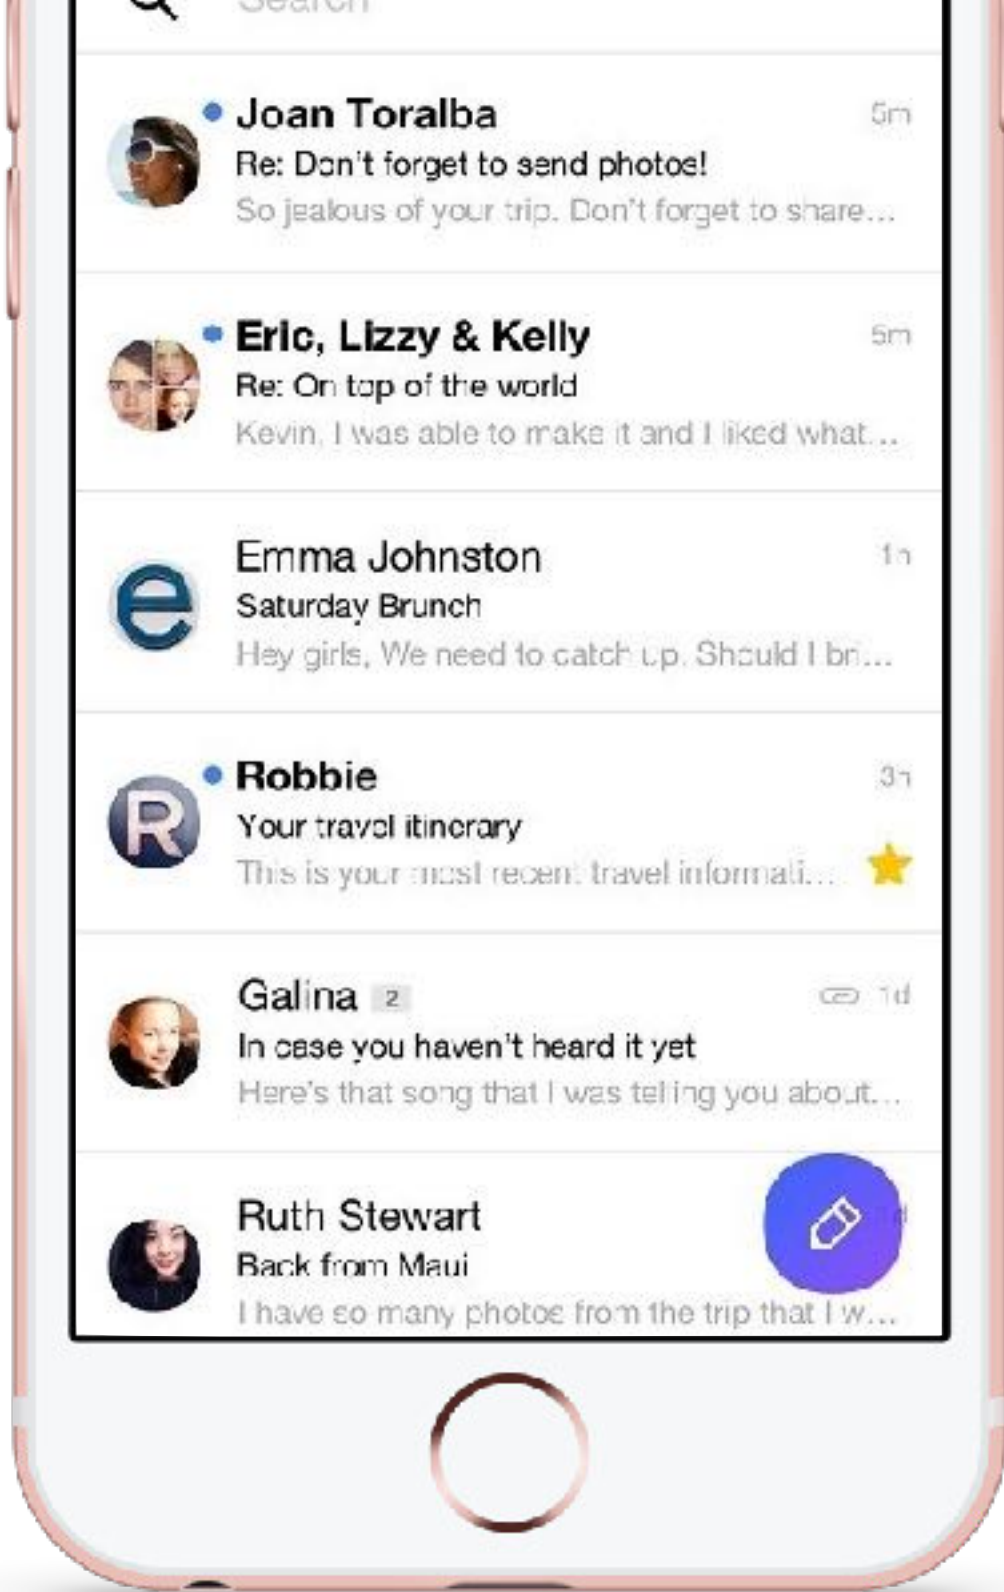 Search
Joan Toralba 5m
Re: Don't forget to send photos!
So jealous of your trip. Don't forget to share...
Eric, Lizzy & Kelly 5m
Re: On top of the world
Kevin, I was able to make it and I liked what...
e
Emma Johnston 1h
Saturday Brunch
Hey girls, We need to catch up. Should I bri...
R
Robbie 3h
Your travel itinerary
This is your most recent travel informati...
Galina 2 1d
In case you haven't heard it yet
Here's that song that I was telling you about...
Ruth Stewart
Back from Maui
I have so many photos from the trip that I w...